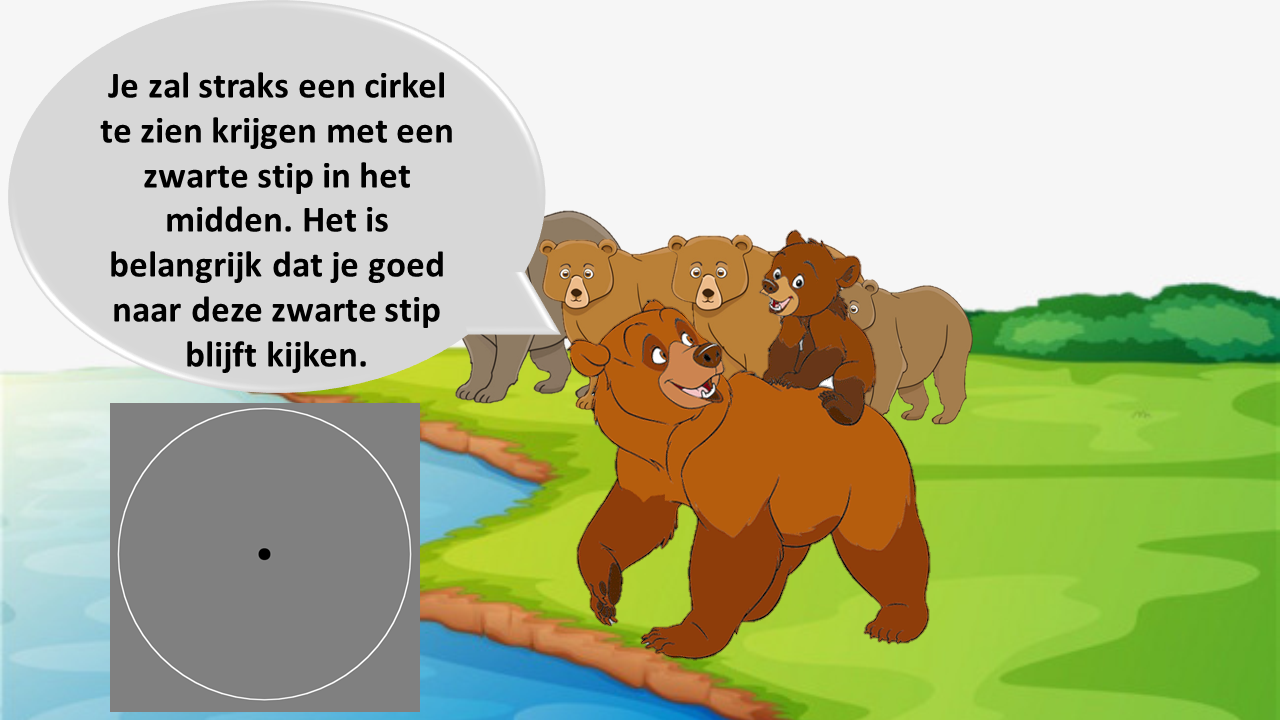 Je zal straks een cirkel
te zien krijgen met een
zwarte stip in het
midden. Het is
belangrijk dat je goed
naar deze zwarte stip
blijft kijken.